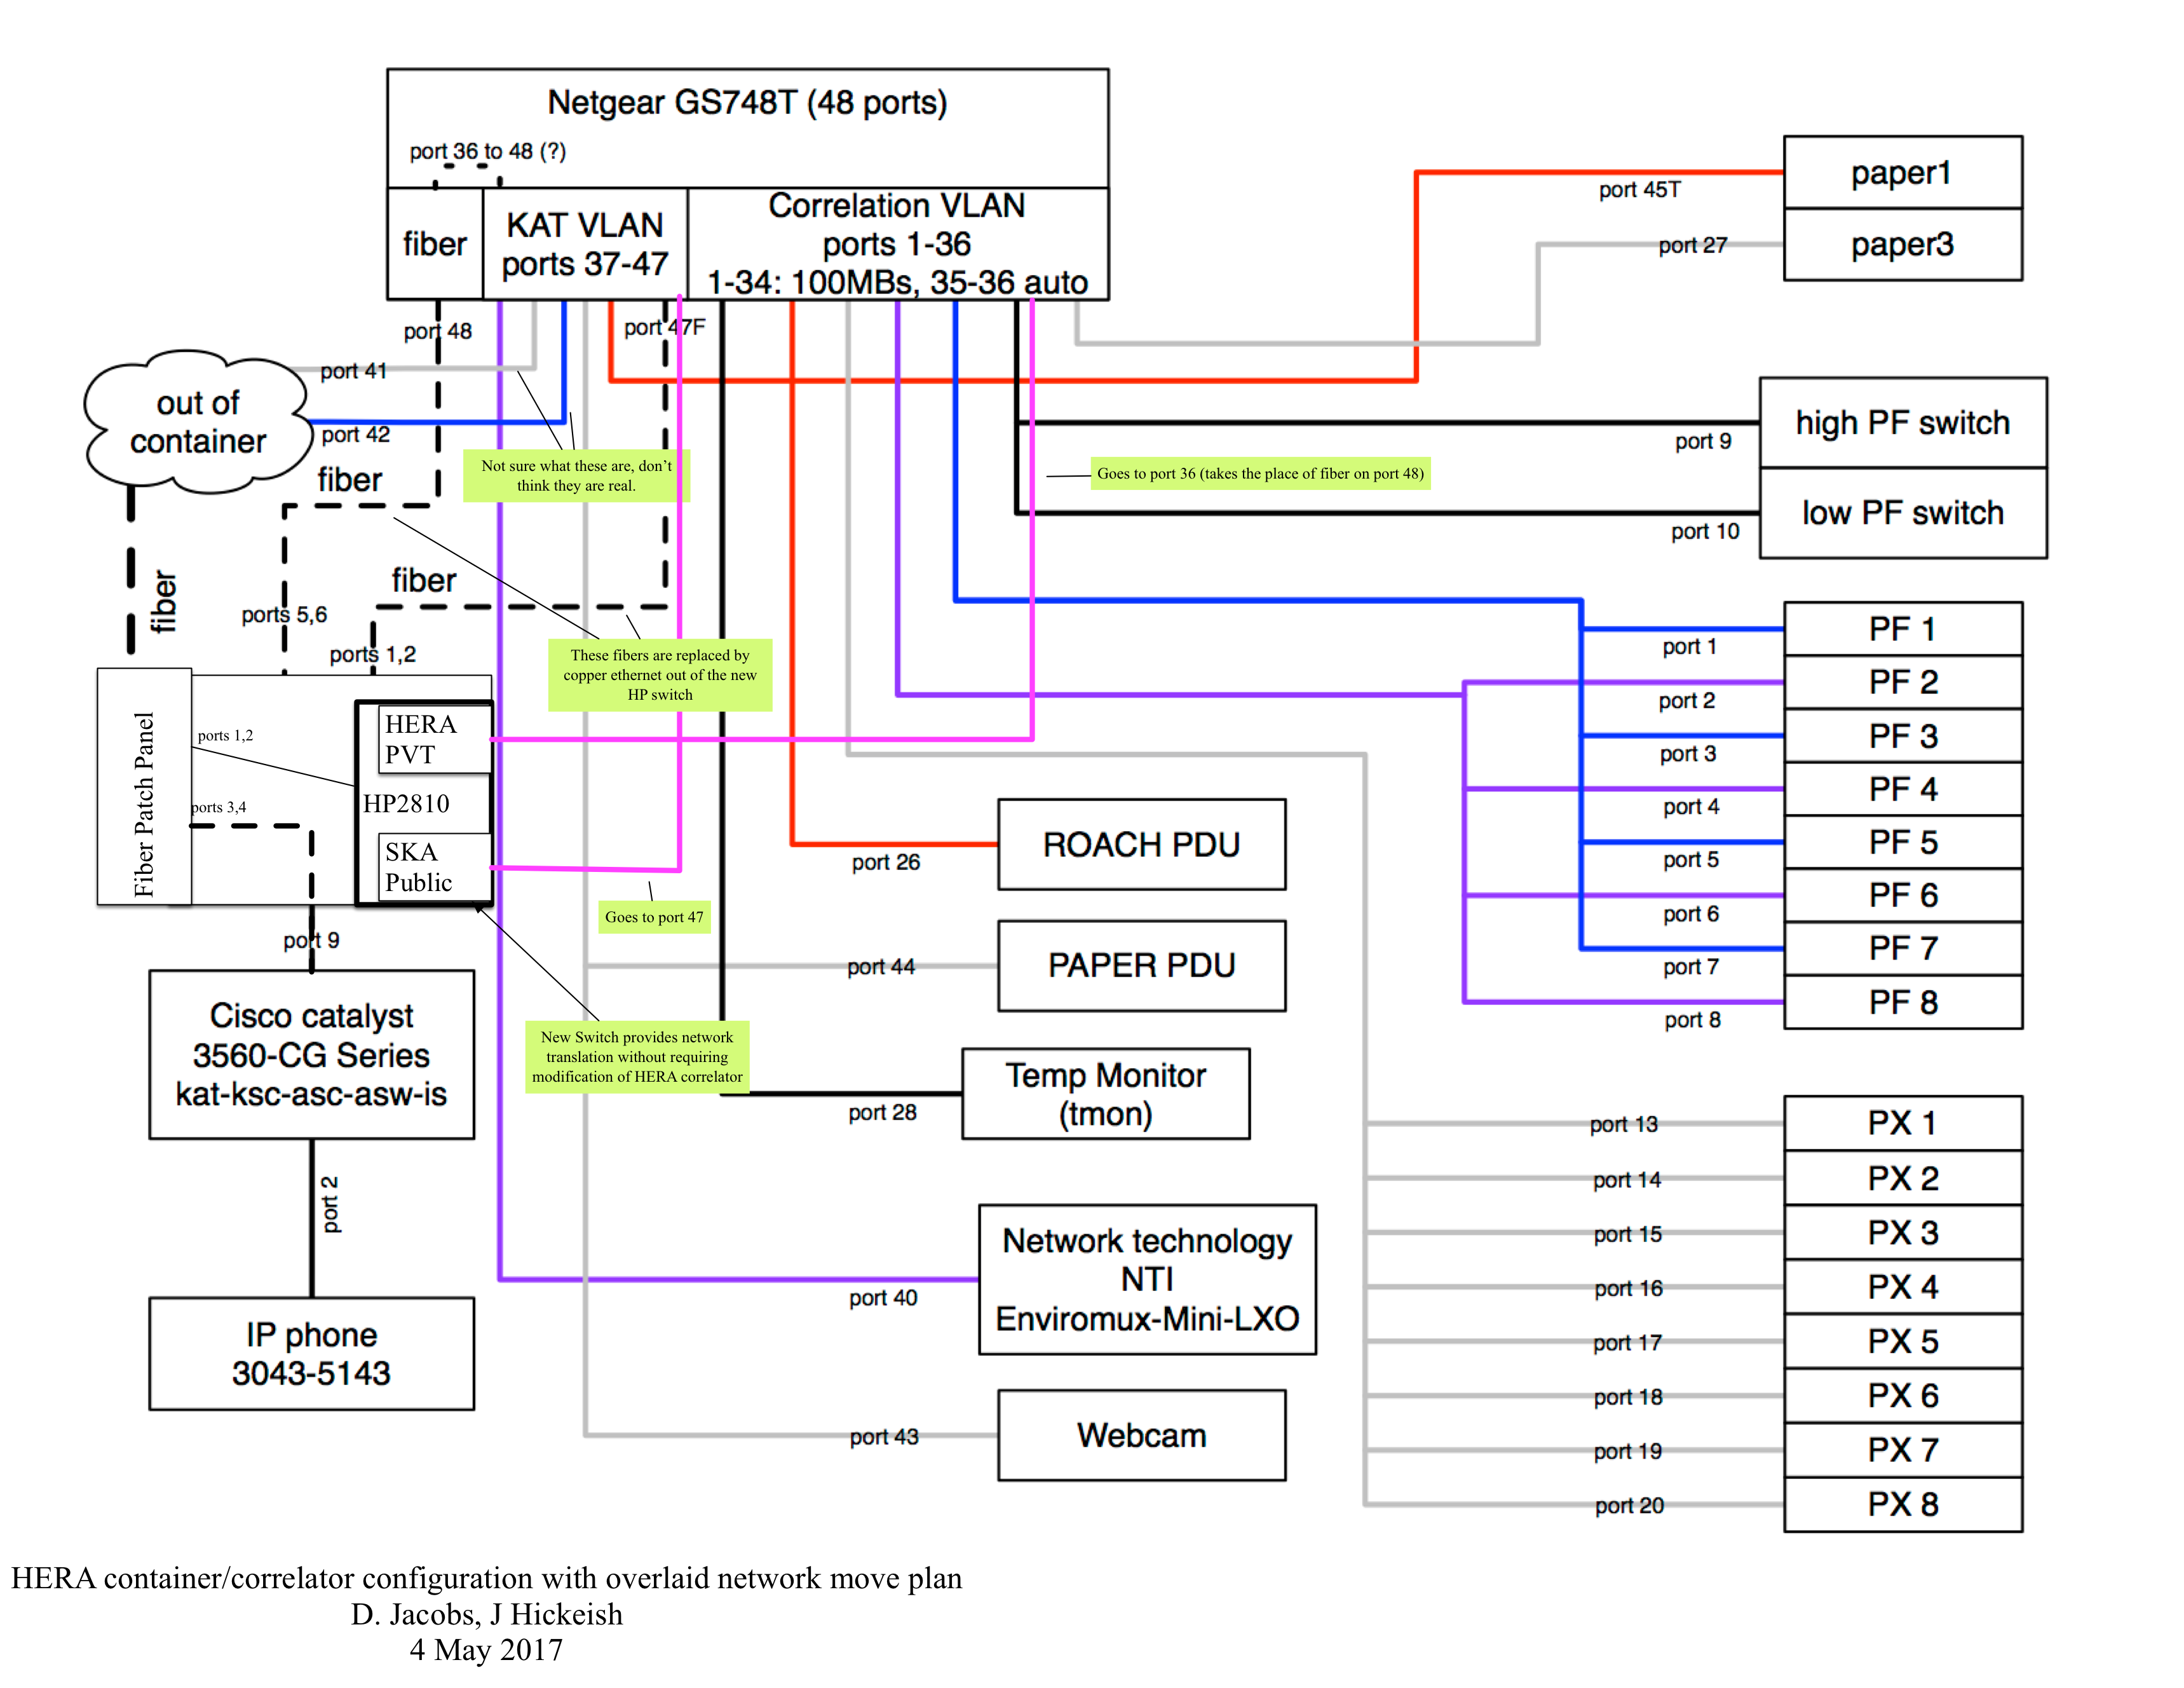 Netgear GS748T (48 ports)
port 36 to 48 (?)
fiber
KAT VLAN
ports 37-47
Correlation VLAN
ports 1-36
1-34: 100MBs, 35-36 auto
port 45T
paper1
port 27
paper3
port 48
port 47F
port 41
out of
container
port 42
fiber
Not sure what these are, don't
think they are real.
Goes to port 36 (takes the place of fiber on port 48)
port 9
high PF switch
port 10
low PF switch
fiber
fiber
ports 5,6
ports 1,2
These fibers are replaced by
copper ethernet out of the new
HP switch
port 1
PF 1
port 2
PF 2
port 3
PF 3
port 4
PF 4
port 5
PF 5
port 6
PF 6
port 7
PF 7
port 8
PF 8
Fiber Patch Panel
ports 1,2
ports 3,4
HERA
PVT
HP2810
SKA
Public
Goes to port 47
port 9
port 26
ROACH PDU
port 44
PAPER PDU
Cisco catalyst
3560-CG Series
kat-ksc-asc-asw-is
New Switch provides network
translation without requiring
modification of HERA correlator
port 28
Temp Monitor
(tmon)
port 2
port 40
Network technology
NTI
Enviromux-Mini-LXO
IP phone
3043-5143
port 43
Webcam
port 13
PX 1
port 14
PX 2
port 15
PX 3
port 16
PX 4
port 17
PX 5
port 18
PX 6
port 19
PX 7
port 20
PX 8
HERA container/correlator configuration with overlaid network move plan
D. Jacobs, J Hickeish
4 May 2017